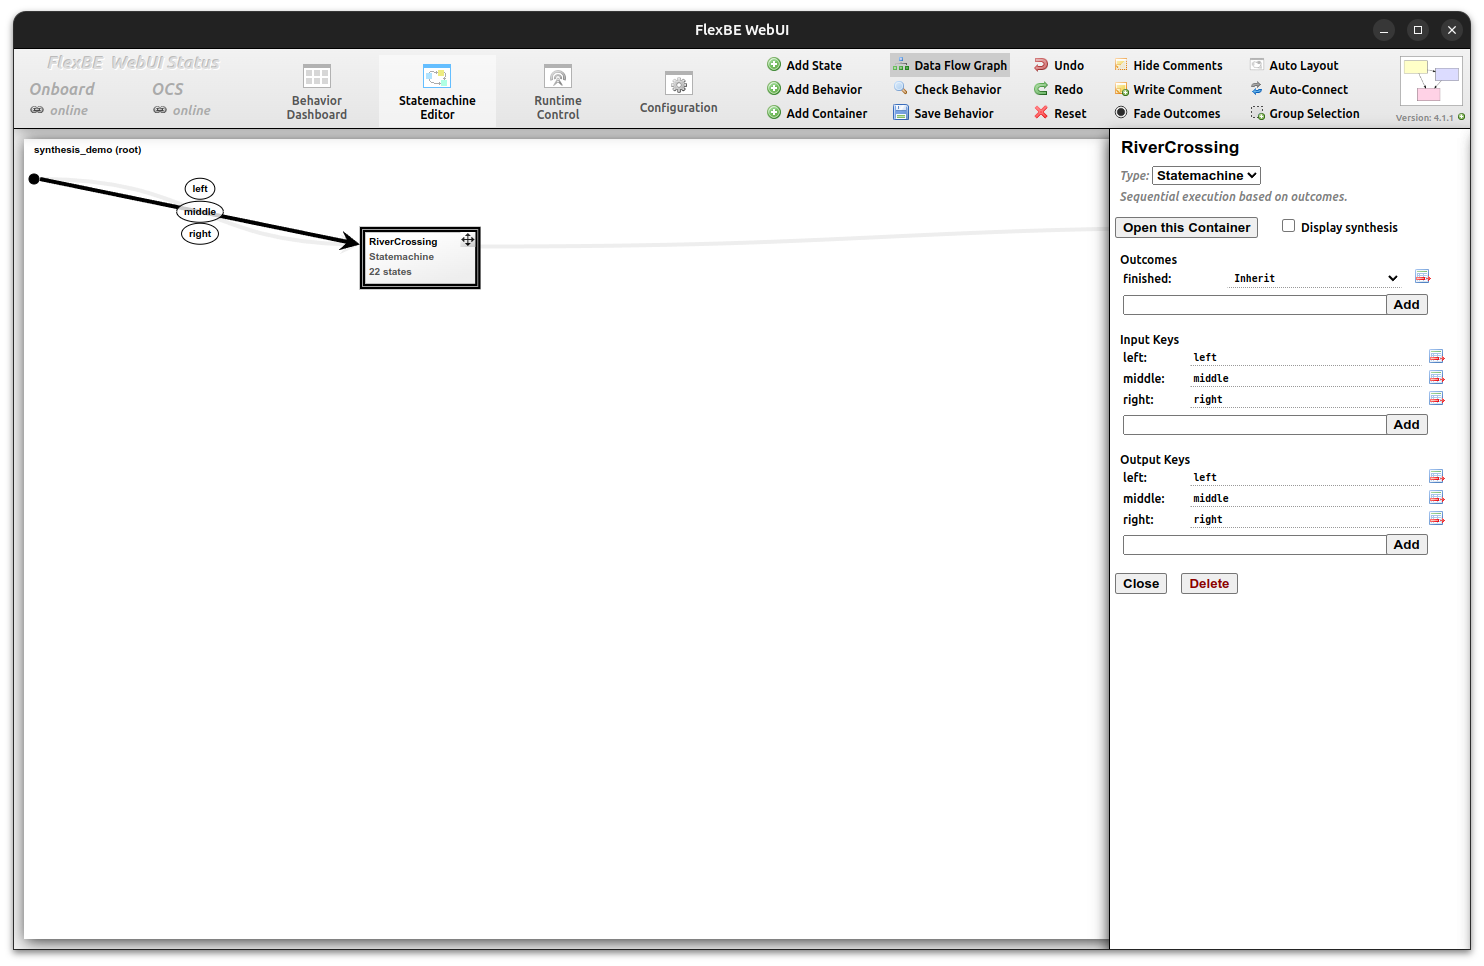 FlexBE WebUI
FlexBE WebUI Status
Onboard
OCS
online
online
Behavior
Dashboard
Statemachine
Editor
Runtime
Control
Configuration
Add State
Add Behavior
Add Container
Data Flow Graph
Check Behavior
Save Behavior
Undo
Redo
Reset
Hide Comments
Write Comment
Fade Outcomes
Auto Layout
Auto-Connect
Group Selection
Version: 4.1.1
synthesis_demo (root)
left
middle
right
RiverCrossing
Statemachine
22 states
RiverCrossing
Type: Statemachine
Sequential execution based on outcomes.
Open this Container
Display synthesis
Outcomes
finished: Inherit
Add
Input Keys
left: left
middle: middle
right: right
Add
Output Keys
left: left
middle: middle
right: right
Add
Close
Delete